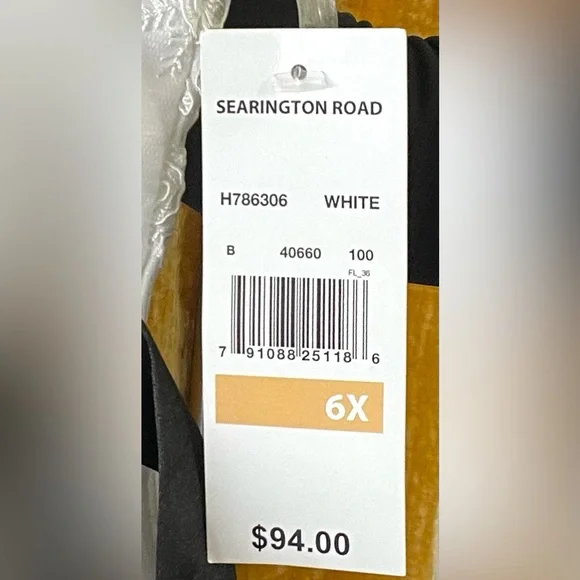 SEARINGTON ROAD
H786306 WHITE
B 40660 100
FL_36
7 91088 25118 6
6X
$94.00